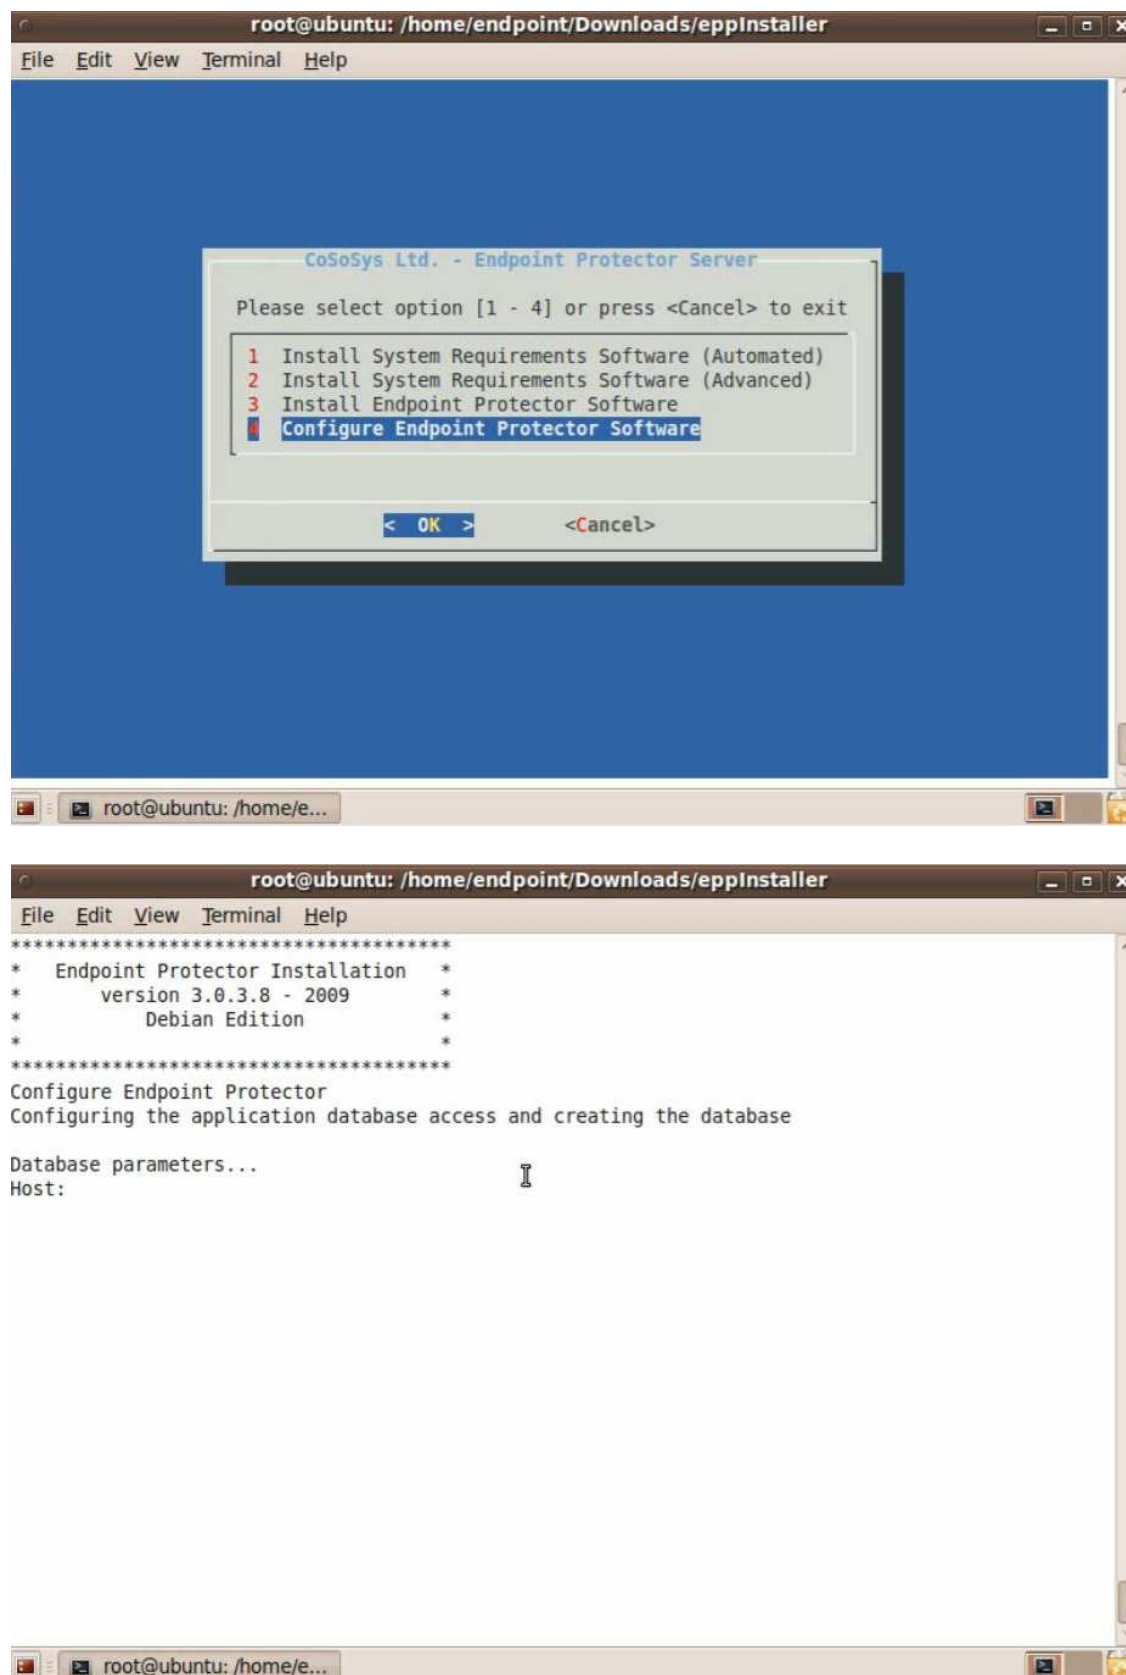 root@ubuntu: /home/endpoint/Downloads/eppInstaller
File Edit View Terminal Help
CoSoSys Ltd. - Endpoint Protector Server
Please select option [1 - 4] or press <Cancel> to exit
1 Install System Requirements Software (Automated)
2 Install System Requirements Software (Advanced)
3 Install Endpoint Protector Software
4 Configure Endpoint Protector Software
< OK > <Cancel>
root@ubuntu: /home/e...
root@ubuntu: /home/endpoint/Downloads/eppInstaller
File Edit View Terminal Help
***************************************
* Endpoint Protector Installation *
* version 3.0.3.8 - 2009 *
* Debian Edition *
* *
***************************************
Configure Endpoint Protector
Configuring the application database access and creating the database
Database parameters...
Host:
root@ubuntu: /home/e...